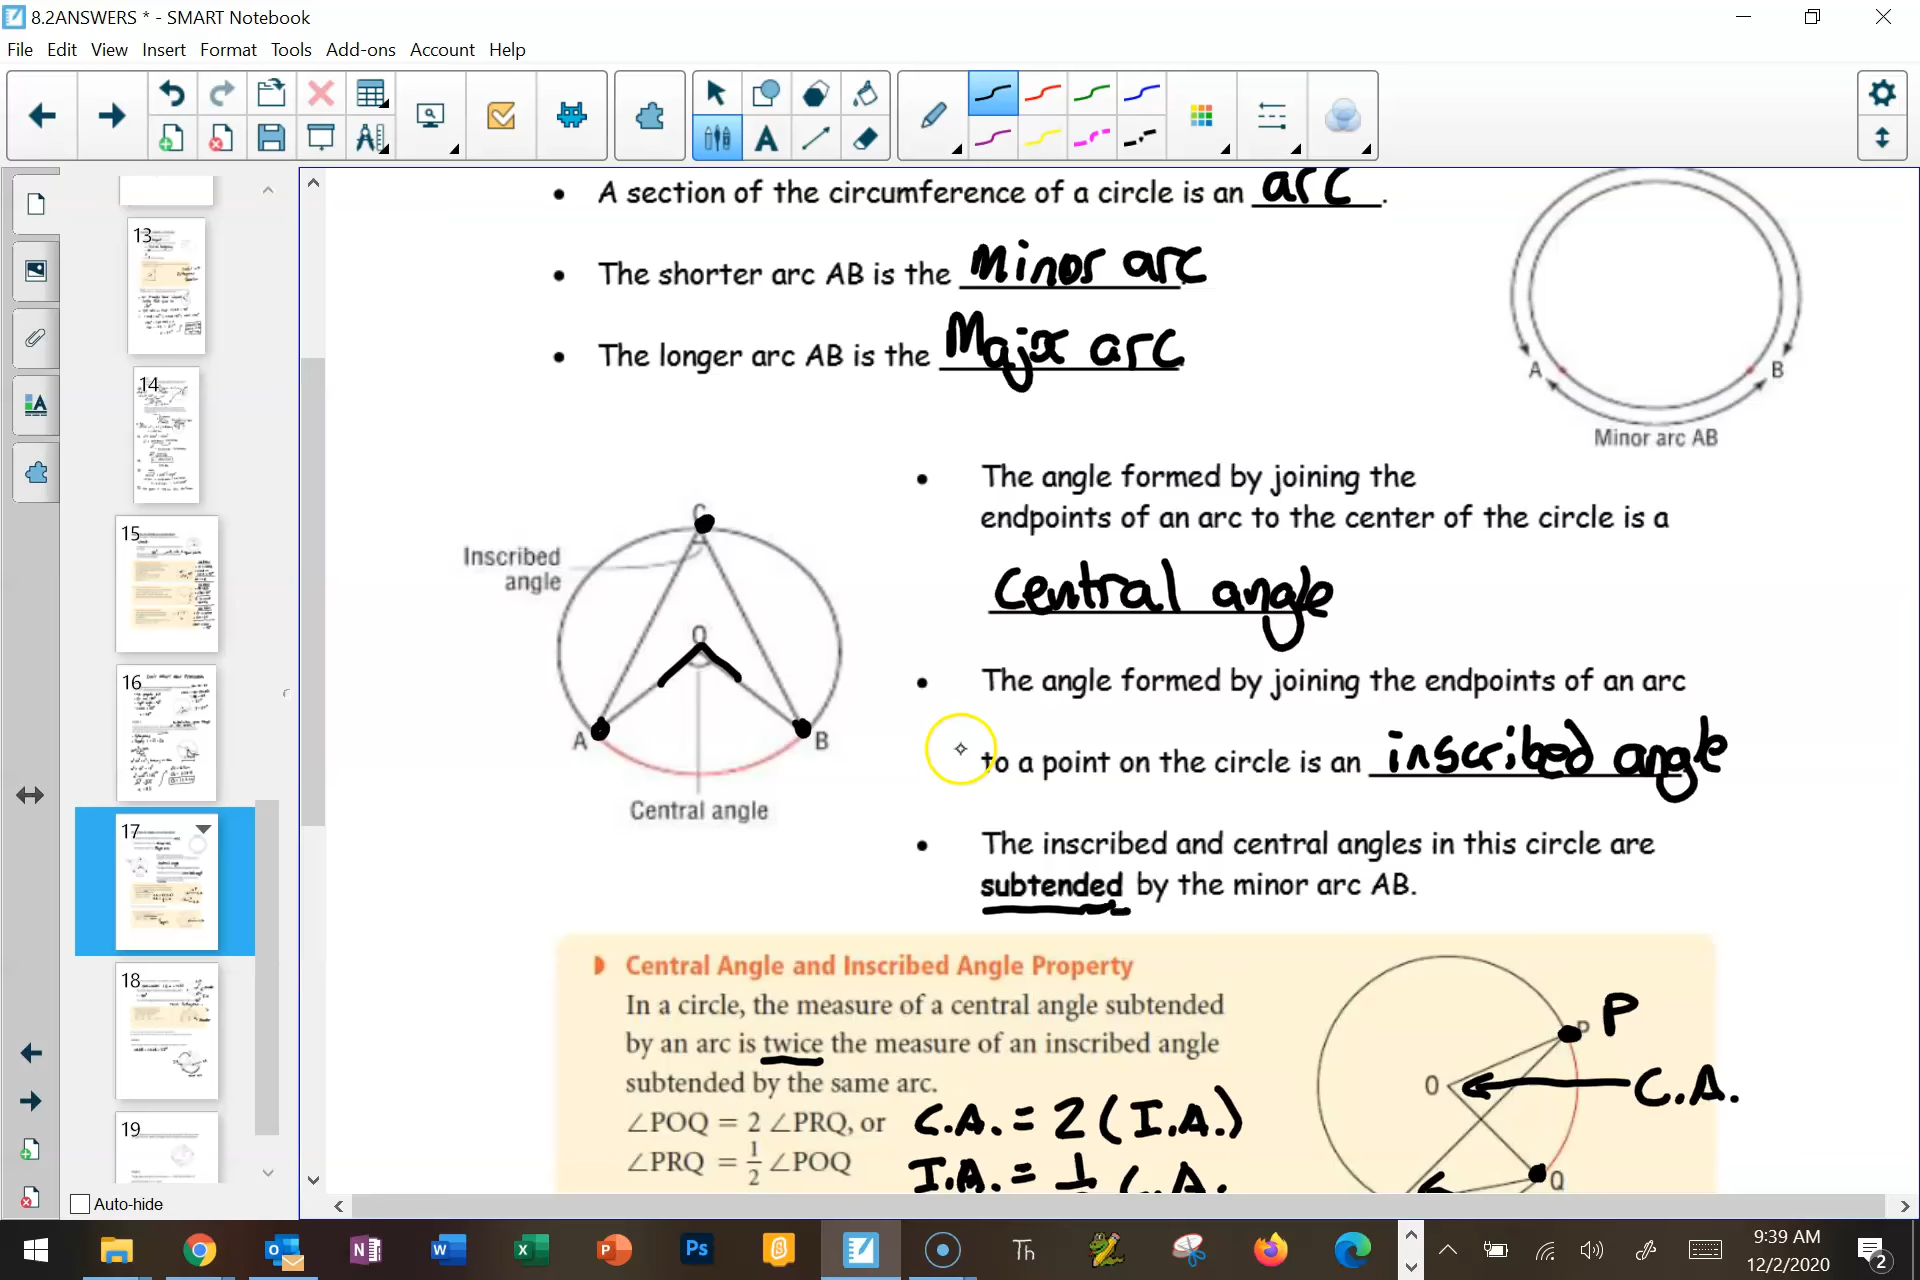 8.2ANSWERS * - SMART Notebook
File Edit View Insert Format Tools Add-ons Account Help
A section of the circumference of a circle is an arc.
The shorter arc AB is the Minor arc
The longer arc AB is the Major arc
A B
Minor arc AB
The angle formed by joining the
endpoints of an arc to the center of the circle is a
central angle
C
Inscribed
angle
O
A B
Central angle
The angle formed by joining the endpoints of an arc
to a point on the circle is an inscribed angle
The inscribed and central angles in this circle are
subtended by the minor arc AB.
Central Angle and Inscribed Angle Property
In a circle, the measure of a central angle subtended
by an arc is twice the measure of an inscribed angle
subtended by the same arc.
∠POQ = 2 ∠PRQ, or C.A. = 2 (I.A.)
∠PRQ = 1/2 ∠POQ I.A. = 1/2 C.A.
P P
O C.A.
Q
13
14
15
16
17
18
19
Auto-hide
Th
9:39 AM
12/2/2020
2